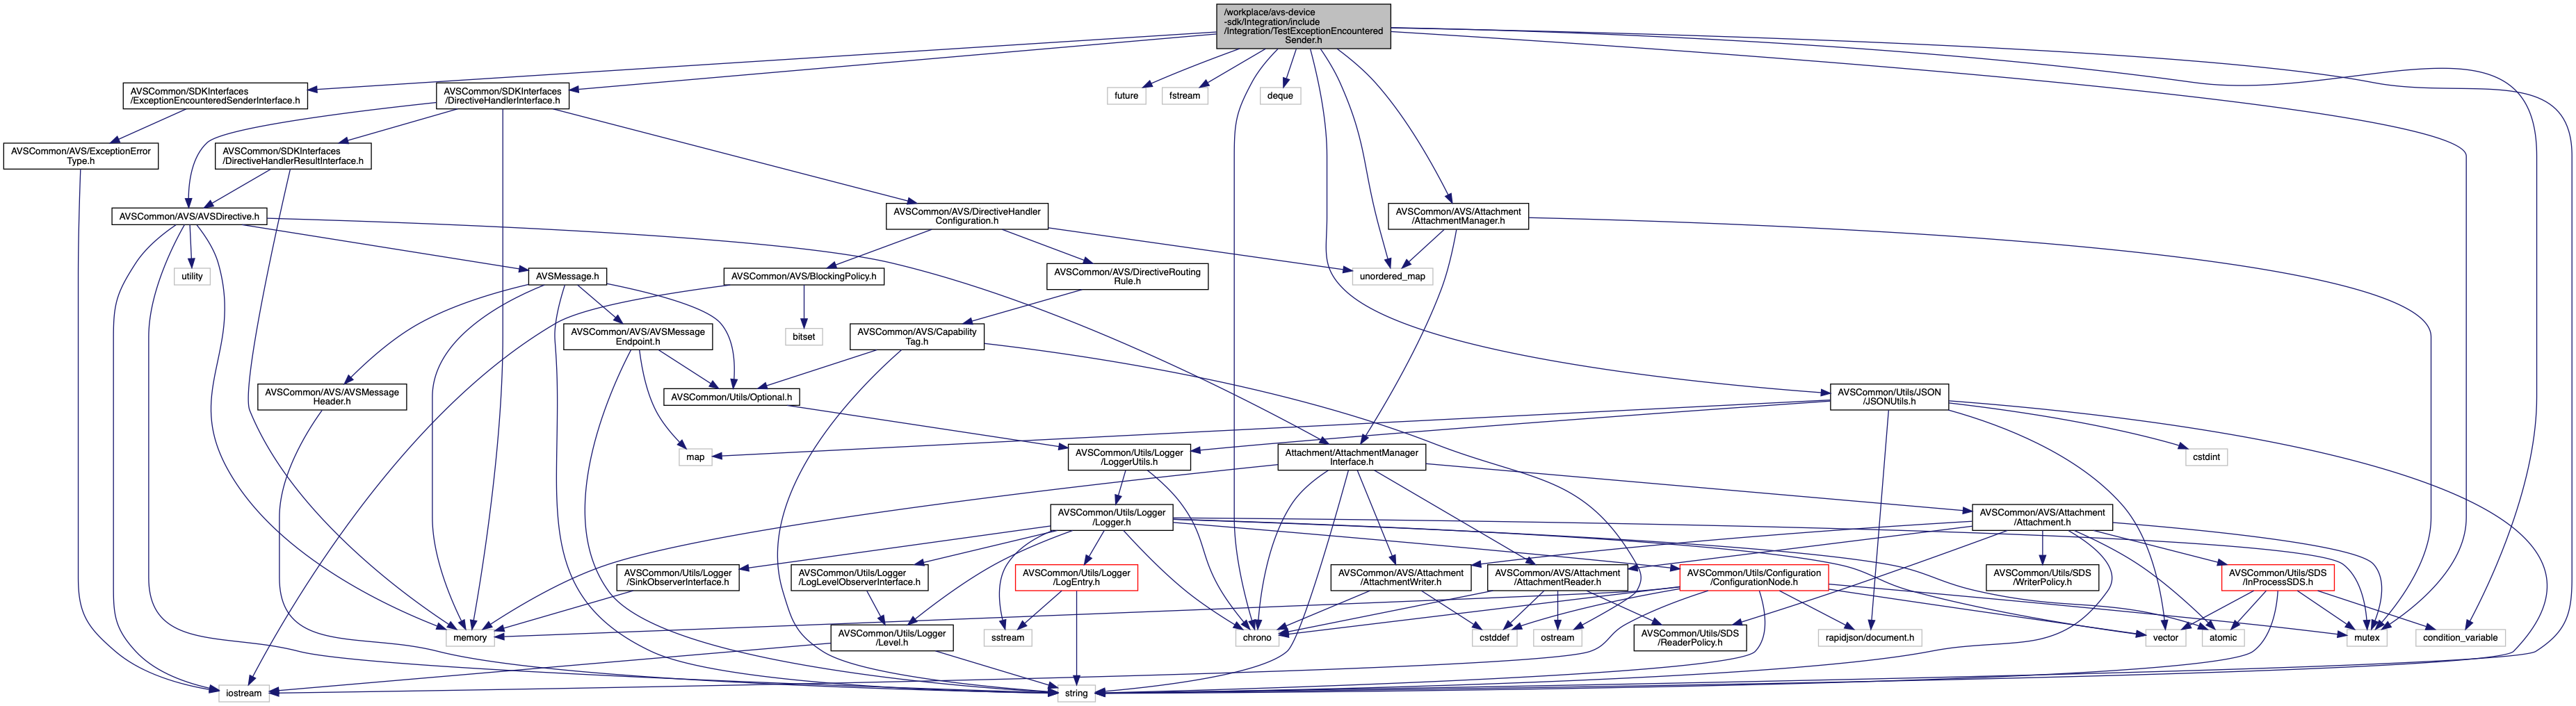 /workplace/avs-device
-sdk/Integration/include
/Integration/TestExceptionEncountered
Sender.h
AVSCommon/SDKInterfaces
/ExceptionEncounteredSenderInterface.h
AVSCommon/SDKInterfaces
/DirectiveHandlerInterface.h
future
fstream
deque
AVSCommon/AVS/ExceptionError
Type.h
AVSCommon/SDKInterfaces
/DirectiveHandlerResultInterface.h
AVSCommon/AVS/AVSDirective.h
AVSCommon/AVS/DirectiveHandler
Configuration.h
AVSCommon/AVS/Attachment
/AttachmentManager.h
utility
AVSMessage.h
AVSCommon/AVS/BlockingPolicy.h
AVSCommon/AVS/DirectiveRouting
Rule.h
unordered_map
AVSCommon/AVS/AVSMessage
Endpoint.h
bitset
AVSCommon/AVS/Capability
Tag.h
AVSCommon/AVS/AVSMessage
Header.h
AVSCommon/Utils/Optional.h
AVSCommon/Utils/JSON
/JSONUtils.h
map
AVSCommon/Utils/Logger
/LoggerUtils.h
Attachment/AttachmentManager
Interface.h
cstdint
AVSCommon/Utils/Logger
/Logger.h
AVSCommon/AVS/Attachment
/Attachment.h
AVSCommon/Utils/Logger
/SinkObserverInterface.h
AVSCommon/Utils/Logger
/LogLevelObserverInterface.h
AVSCommon/Utils/Logger
/LogEntry.h
AVSCommon/AVS/Attachment
/AttachmentWriter.h
AVSCommon/AVS/Attachment
/AttachmentReader.h
AVSCommon/Utils/Configuration
/ConfigurationNode.h
AVSCommon/Utils/SDS
/WriterPolicy.h
AVSCommon/Utils/SDS
/InProcessSDS.h
memory
AVSCommon/Utils/Logger
/Level.h
sstream
chrono
cstddef
ostream
AVSCommon/Utils/SDS
/ReaderPolicy.h
rapidjson/document.h
vector
atomic
mutex
condition_variable
iostream
string